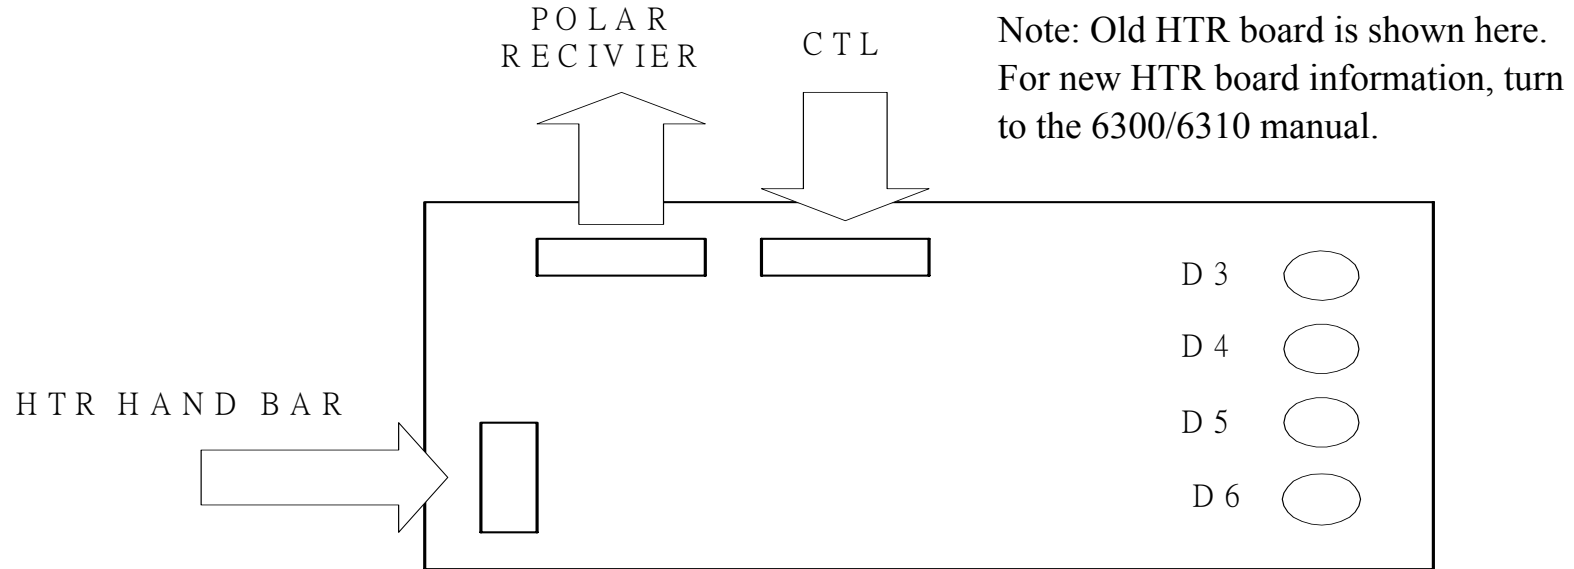 POLAR
RECIVIER
CTL
Note: Old HTR board is shown here.
For new HTR board information, turn
to the 6300/6310 manual.
D3
D4
HTR HAND BAR
D5
D6